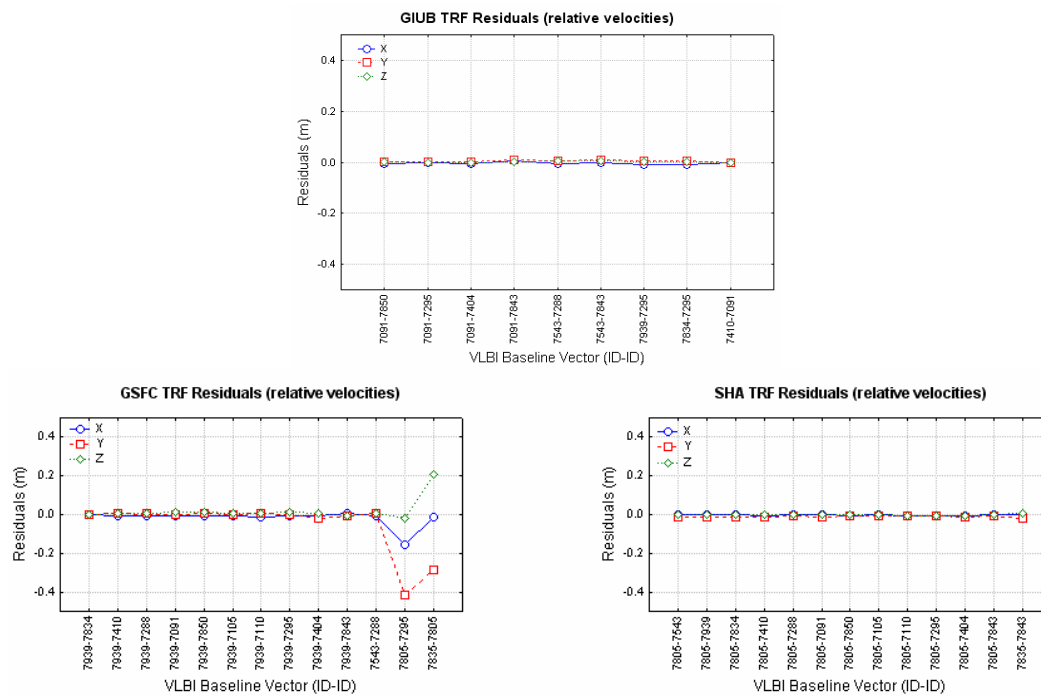 GIUB TRF Residuals (relative velocities)
X
Y
Z
0.4
0.2
0.0
-0.2
-0.4
Residuals (m)
7091-7850
7091-7295
7091-7404
7091-7843
7543-7288
7543-7843
7939-7295
7834-7295
7410-7091
VLBI Baseline Vector (ID-ID)
GSFC TRF Residuals (relative velocities)
X
Y
Z
0.4
0.2
0.0
-0.2
-0.4
Residuals (m)
7939-7834
7939-7410
7939-7288
7939-7091
7939-7850
7939-7105
7939-7110
7939-7295
7939-7404
7939-7843
7543-7288
7805-7295
7835-7805
VLBI Baseline Vector (ID-ID)
SHA TRF Residuals (relative velocities)
X
Y
Z
0.4
0.2
0.0
-0.2
-0.4
Residuals (m)
7805-7543
7805-7939
7805-7834
7805-7410
7805-7288
7805-7091
7805-7850
7805-7105
7805-7110
7805-7295
7805-7404
7805-7843
7835-7843
VLBI Baseline Vector (ID-ID)